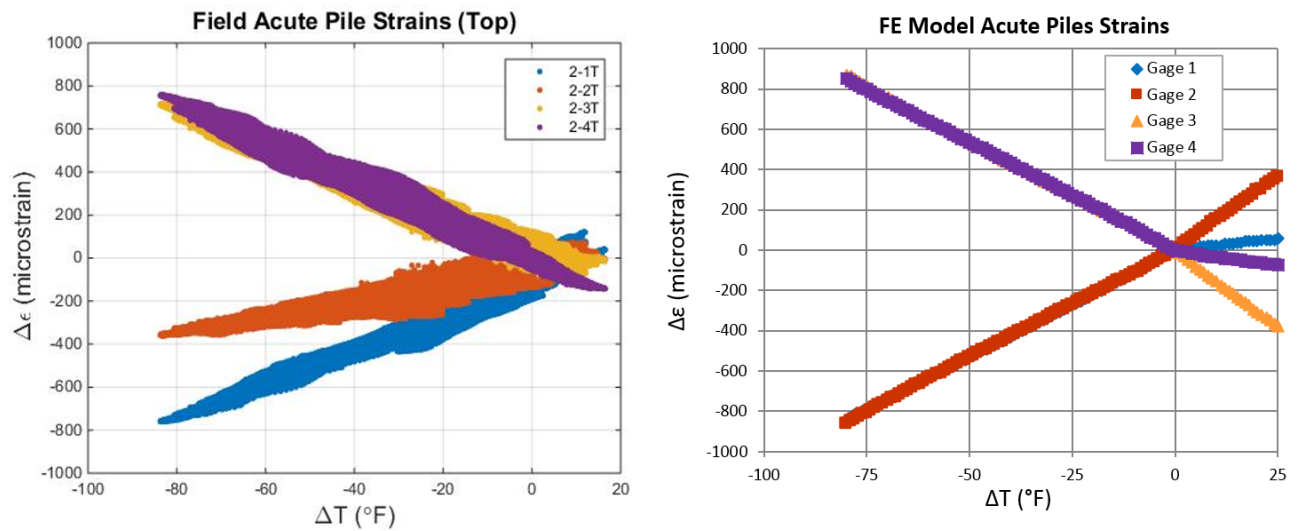 Field Acute Pile Strains (Top)
1000
800
600
400
200
0
-200
-400
-600
-800
-1000
Δϵ (microstrain)
2-1T
2-2T
2-3T
2-4T
-100
-80
-60
-40
-20
0
20
ΔT (°F)
FE Model Acute Piles Strains
1000
800
600
400
200
0
-200
-400
-600
-800
-1000
Δε (microstrain)
Gage 1
Gage 2
Gage 3
Gage 4
-100
-75
-50
-25
0
25
ΔT (°F)